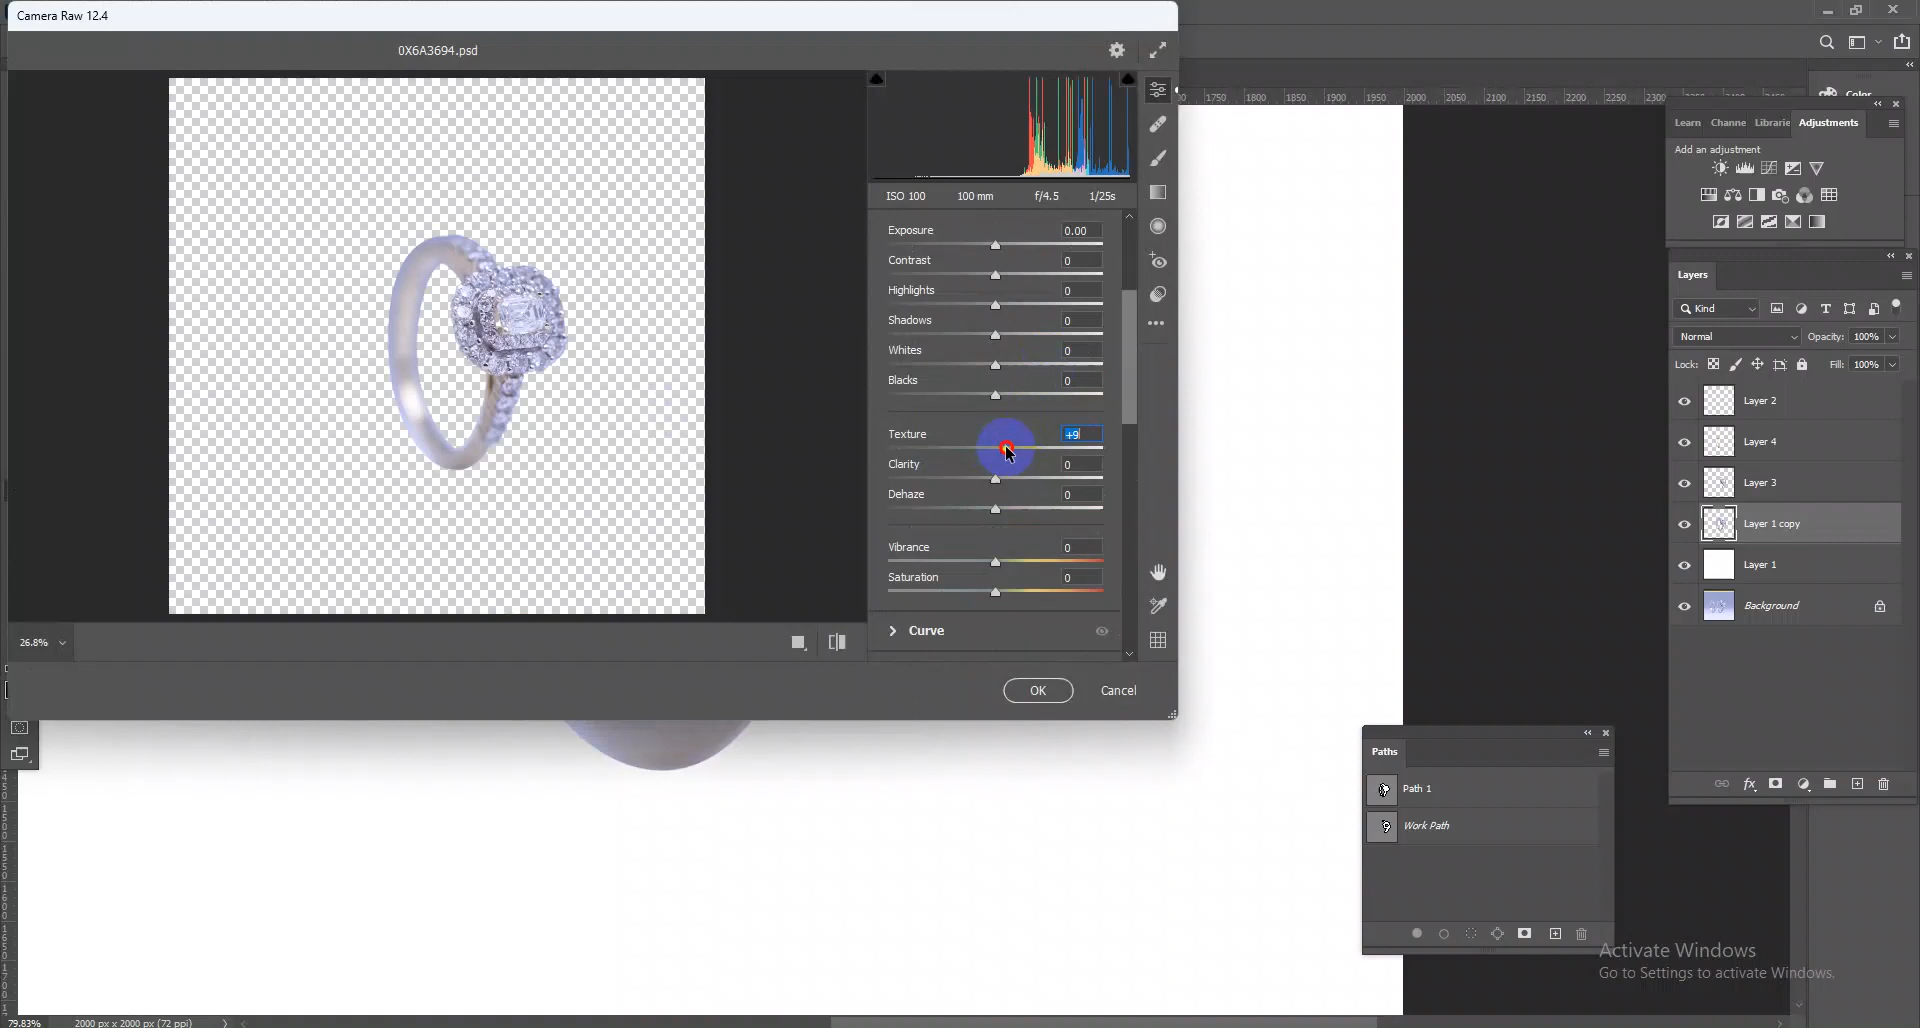 Camera Raw 12.4
0X6A3694.psd
ISO 100 100 mm f/4.5 1/25s
Exposure 0.00
Contrast 0
Highlights 0
Shadows 0
Whites 0
Blacks 0
Texture +9
Clarity 0
Dehaze 0
Vibrance 0
Saturation 0
Curve
26.8%
OK Cancel
1750 1800 1850 1900 1950 2000 2050 2100 2150 2200 2250 2300
Color
Learn Channe Librarie Adjustments
Add an adjustment
Layers
Kind
Normal Opacity: 100%
Lock: Fill: 100%
Layer 2
Layer 4
Layer 3
Layer 1 copy
Layer 1
Background
Paths
Path 1
Work Path
Activate Windows
Go to Settings to activate Windows.
79.83% 2000 px x 2000 px (72 ppi)